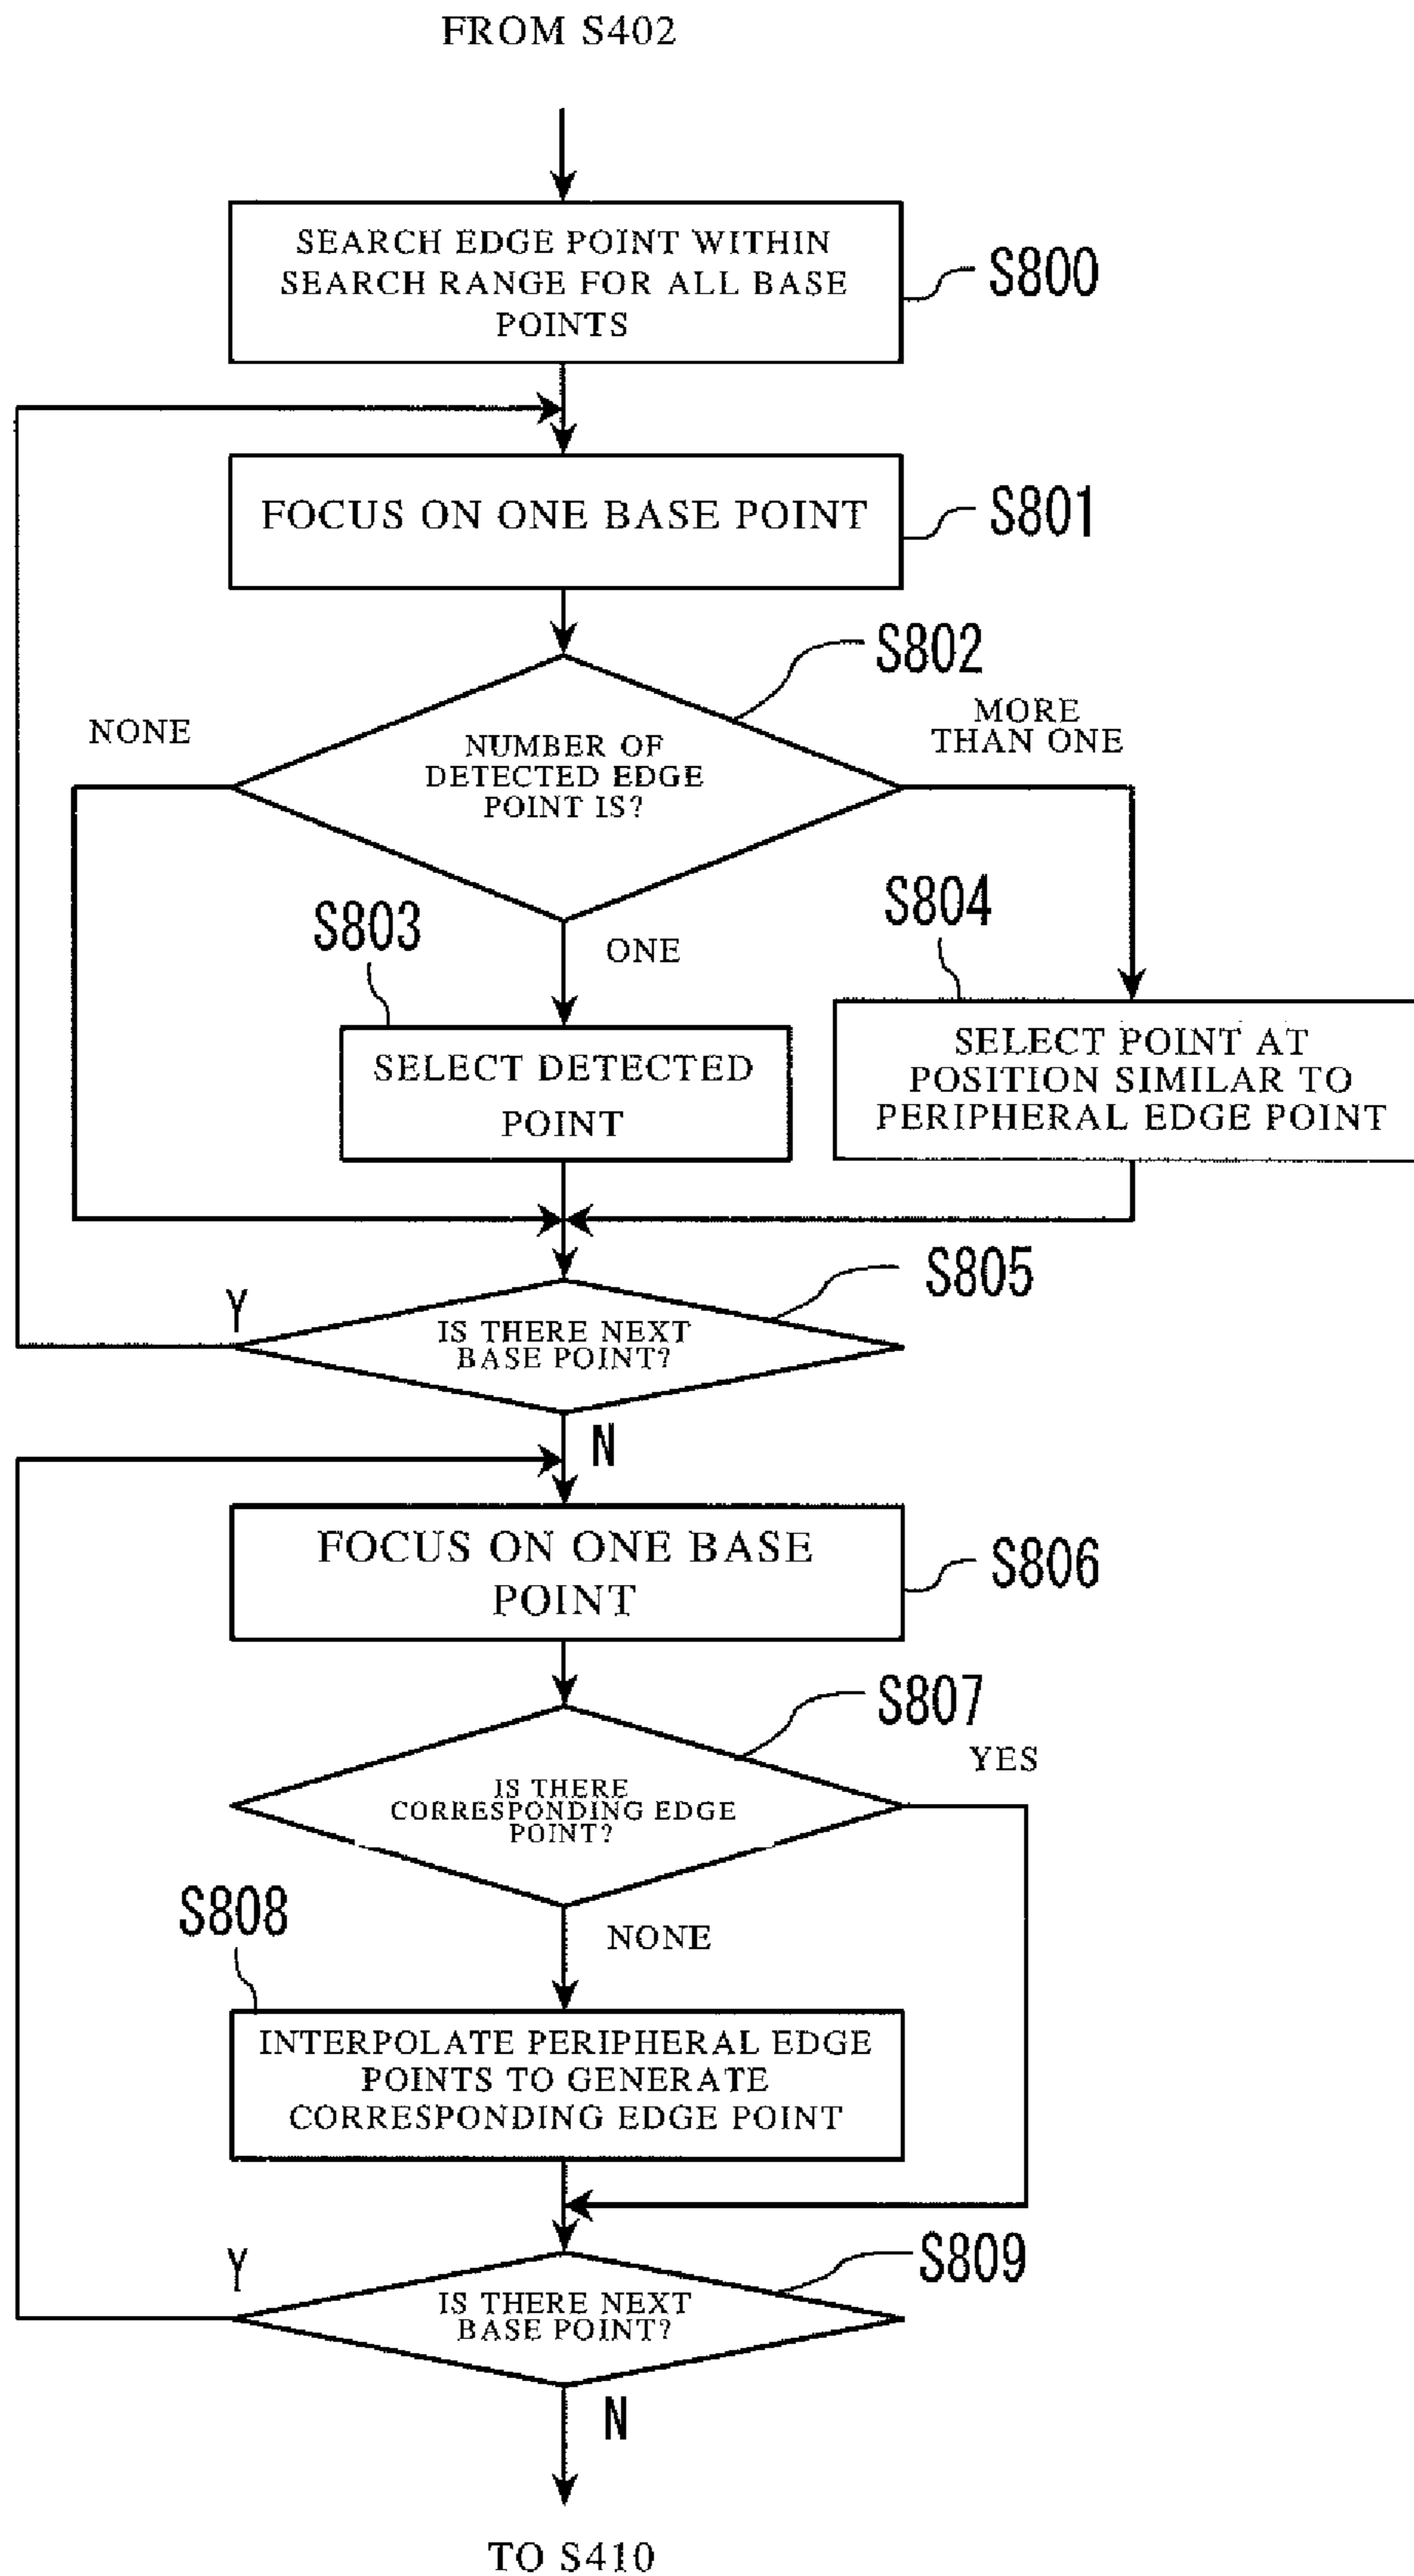 FROM S402
SEARCH EDGE POINT WITHIN
SEARCH RANGE FOR ALL BASE
POINTS
S800
FOCUS ON ONE BASE POINT
S801
S802
NONE
MORE
THAN ONE
NUMBER OF
DETECTED EDGE
POINT IS?
S803
ONE
S804
SELECT DETECTED
POINT
SELECT POINT AT
POSITION SIMILAR TO
PERIPHERAL EDGE POINT
S805
Y
IS THERE NEXT
BASE POINT?
N
FOCUS ON ONE BASE
POINT
S806
S807
YES
IS THERE
CORRESPONDING EDGE
POINT?
S808
NONE
INTERPOLATE PERIPHERAL EDGE
POINTS TO GENERATE
CORRESPONDING EDGE POINT
S809
Y
IS THERE NEXT
BASE POINT?
N
TO S410